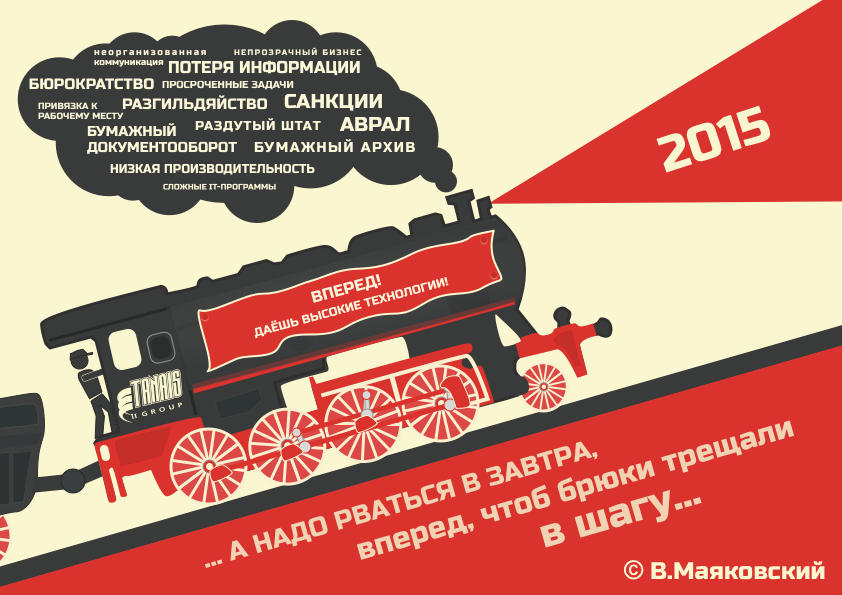 неорганизованная
коммуникация
НЕПРОЗРАЧНЫЙ БИЗНЕС
ПОТЕРЯ ИНФОРМАЦИИ
БЮРОКРАТСТВО
ПРОСРОЧЕННЫЕ ЗАДАЧИ
ПРИВЯЗКА К
РАБОЧЕМУ МЕСТУ
РАЗГИЛЬДЯЙСТВО
САНКЦИИ
БУМАЖНЫЙ
ДОКУМЕНТООБОРОТ
РАЗДУТЫЙ ШТАТ
АВРАЛ
БУМАЖНЫЙ АРХИВ
НИЗКАЯ ПРОИЗВОДИТЕЛЬНОСТЬ
СЛОЖНЫЕ IT-ПРОГРАММЫ
2015
ВПЕРЕД!
ДАЁШЬ ВЫСОКИЕ ТЕХНОЛОГИИ!
TANAIS
IT GROUP
... А НАДО РВАТЬСЯ В ЗАВТРА,
вперед, чтоб брюки трещали
в шагу...
© В.Маяковский